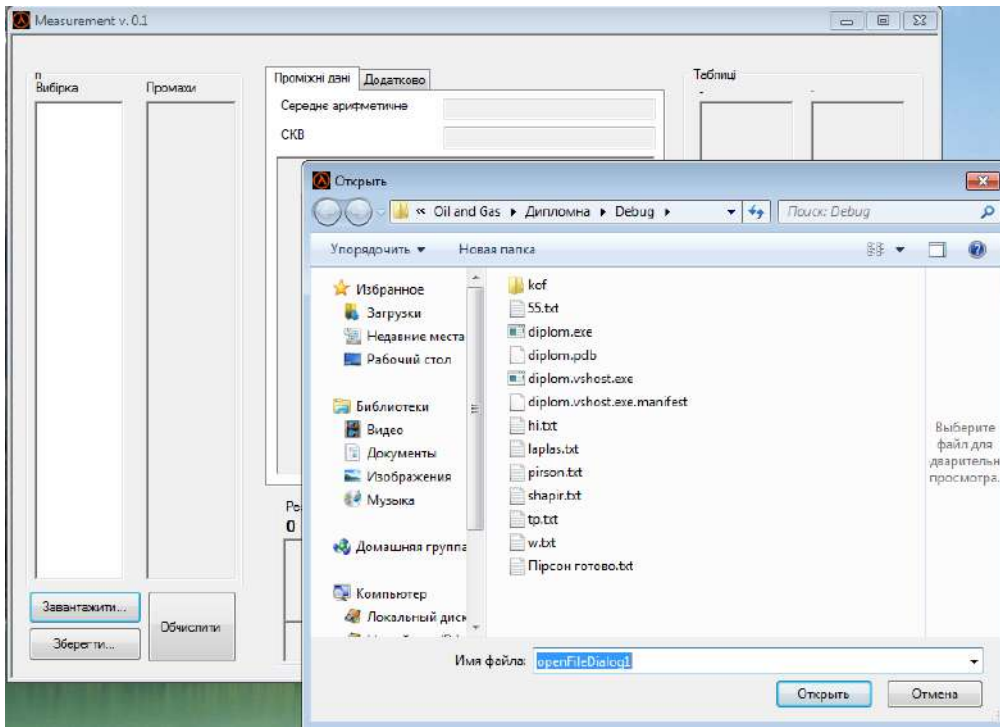 Measurement v. 0.1
n
Вибірка
Промахи
Проміжні дані
Додатково
Середнє арифметичне
СКВ
Таблиці
-
-
Открыть
« Oil and Gas ▸ Дипломна ▸ Debug ▸
Поиск: Debug
Упорядочить
Новая папка
Избранное
Загрузки
Недавние места
Рабочий стол
Библиотеки
Видео
Документы
Изображения
Музыка
Домашняя группа
Компьютер
Локальный диск
kof
55.txt
diplom.exe
diplom.pdb
diplom.vshost.exe
diplom.vshost.exe.manifest
hi.txt
laplas.txt
pirson.txt
shapir.txt
tp.txt
w.txt
Пірсон готово.txt
Выберите
файл для
дварительн
просмотра.
Ре
0
Завантажити...
Зберегти...
Обчислити
Имя файла:
openFileDialog1
Открыть
Отмена